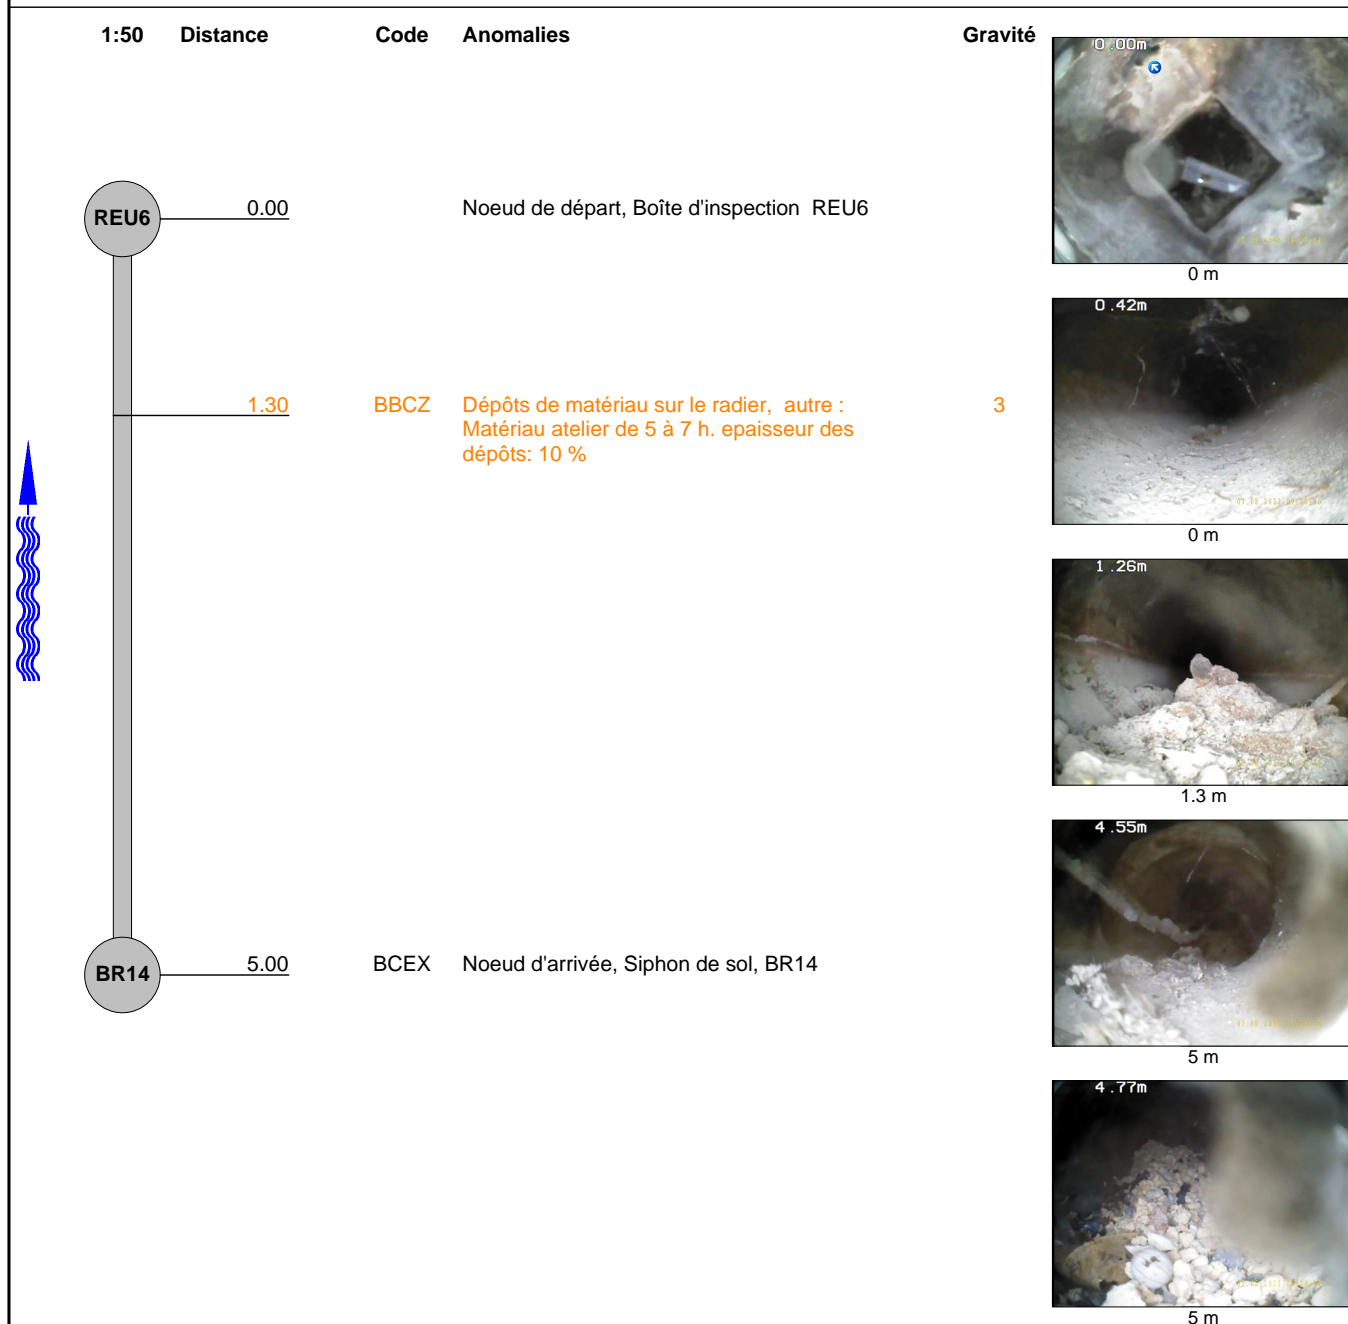 1:50 Distance Code Anomalies Gravité
0.00m
REU6 0.00 Noeud de départ, Boîte d'inspection REU6
0 m
0.42m
1.30 BBCZ Dépôts de matériau sur le radier, autre : 3
Matériau atelier de 5 à 7 h. epaisseur des
dépôts: 10 %
0 m
1.26m
1.3 m
4.55m
BR14 5.00 BCEX Noeud d'arrivée, Siphon de sol, BR14
5 m
4.77m
5 m